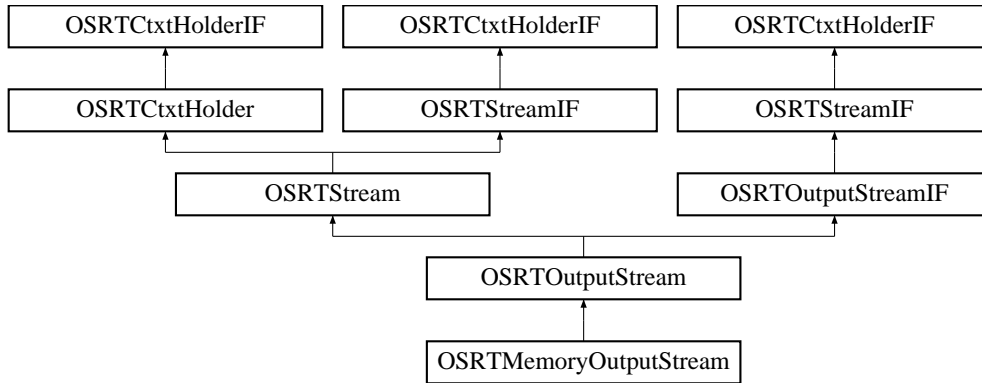 OSRTCtxtHolderIF
OSRTCtxtHolderIF
OSRTCtxtHolderIF
OSRTCtxtHolder
OSRTStreamIF
OSRTStreamIF
OSRTStream
OSRTOutputStreamIF
OSRTOutputStream
OSRTMemoryOutputStream